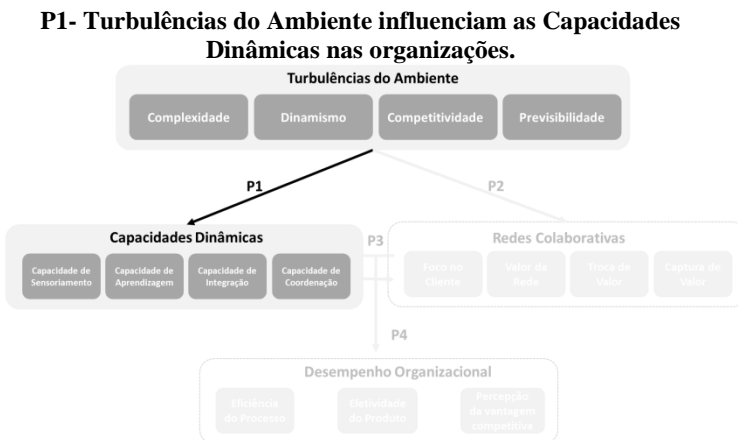 P1- Turbulências do Ambiente influenciam as Capacidades
Dinâmicas nas organizações.
Turbulências do Ambiente
Complexidade
Dinamismo
Competitividade
Previsibilidade
P1
P2
Capacidades Dinâmicas
P3
Redes Colaborativas
Capacidade de
Sensoriamento
Capacidade de
Aprendizagem
Capacidade de
Integração
Capacidade de
Coordenação
Foco no
Cliente
Valor da
Rede
Troca de
Valor
Captura de
Valor
P4
Desempenho Organizacional
Eficiência
do Processo
Efetividade
do Produro
Percepção
da vantagem
competitiva